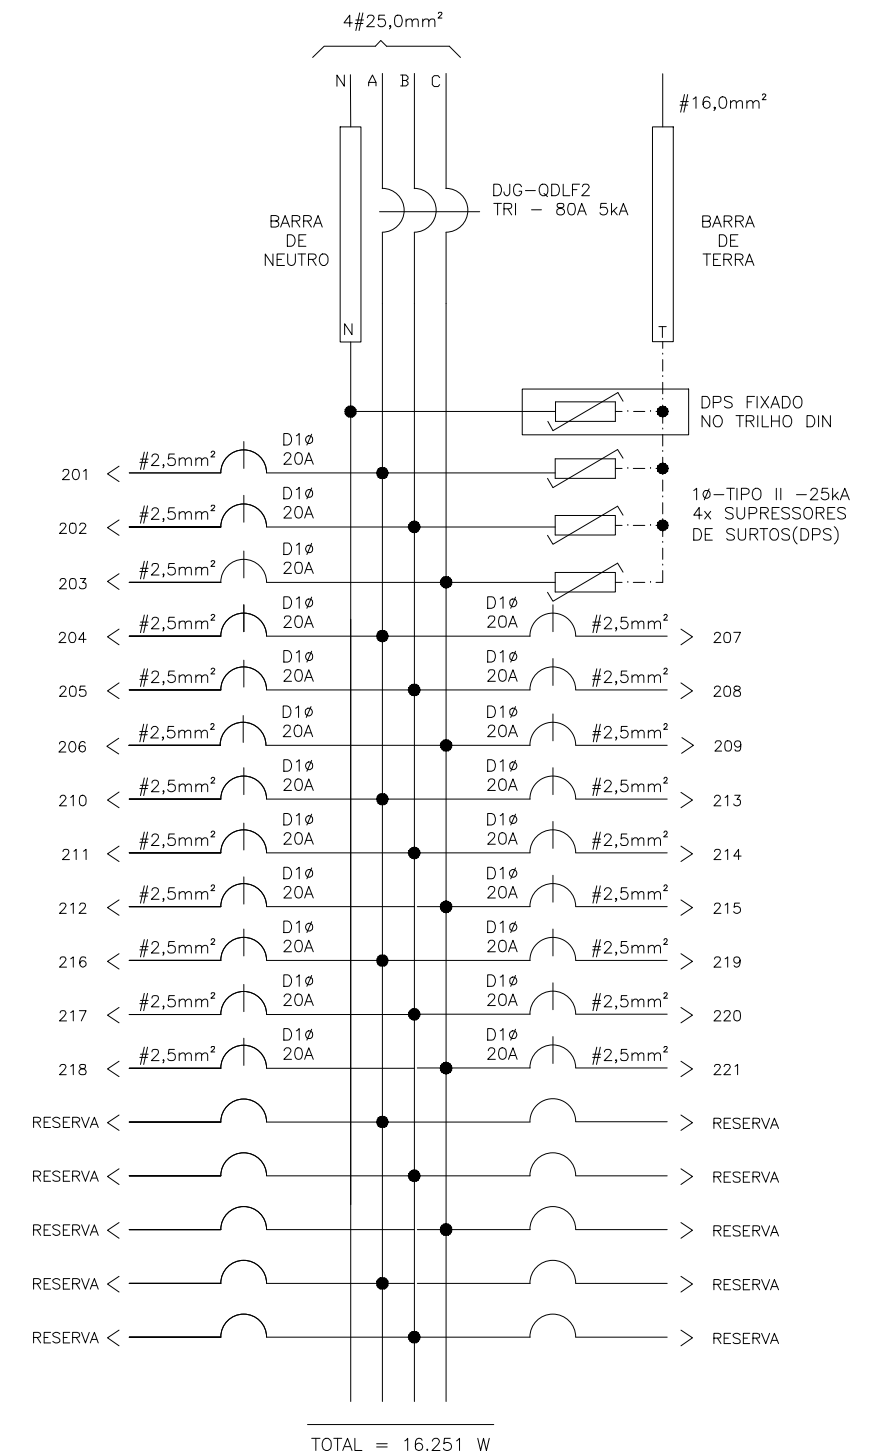 4#25,0mm²
N A B C
#16,0mm²
DJG-QDLF2
TRI - 80A 5kA
BARRA
DE
NEUTRO
BARRA
DE
TERRA
N
T
DPS FIXADO
NO TRILHO DIN
1ø-TIPO II -25kA
4x SUPRESSORES
DE SURTOS(DPS)
D1ø
201 #2,5mm² 20A
D1ø
202 #2,5mm² 20A
D1ø
203 #2,5mm² 20A
D1ø D1ø
204 #2,5mm² 20A 20A #2,5mm² 207
D1ø D1ø
205 #2,5mm² 20A 20A #2,5mm² 208
D1ø D1ø
206 #2,5mm² 20A 20A #2,5mm² 209
D1ø D1ø
210 #2,5mm² 20A 20A #2,5mm² 213
D1ø D1ø
211 #2,5mm² 20A 20A #2,5mm² 214
D1ø D1ø
212 #2,5mm² 20A 20A #2,5mm² 215
D1ø D1ø
216 #2,5mm² 20A 20A #2,5mm² 219
D1ø D1ø
217 #2,5mm² 20A 20A #2,5mm² 220
D1ø D1ø
218 #2,5mm² 20A 20A #2,5mm² 221
RESERVA RESERVA
RESERVA RESERVA
RESERVA RESERVA
RESERVA RESERVA
RESERVA RESERVA
TOTAL = 16.251 W